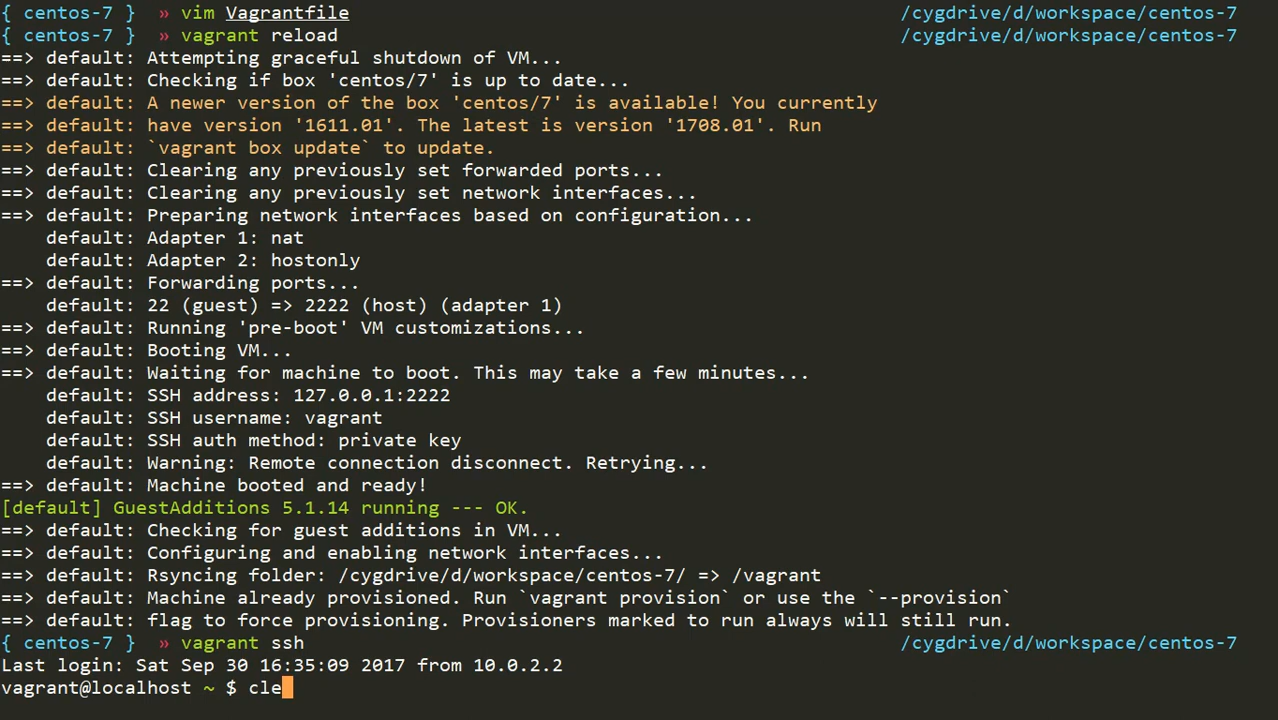 { centos-7 }  » vim Vagrantfile /cygdrive/d/workspace/centos-7
{ centos-7 }  » vagrant reload /cygdrive/d/workspace/centos-7
==> default: Attempting graceful shutdown of VM...
==> default: Checking if box 'centos/7' is up to date...
==> default: A newer version of the box 'centos/7' is available! You currently
==> default: have version '1611.01'. The latest is version '1708.01'. Run
==> default: `vagrant box update` to update.
==> default: Clearing any previously set forwarded ports...
==> default: Clearing any previously set network interfaces...
==> default: Preparing network interfaces based on configuration...
    default: Adapter 1: nat
    default: Adapter 2: hostonly
==> default: Forwarding ports...
    default: 22 (guest) => 2222 (host) (adapter 1)
==> default: Running 'pre-boot' VM customizations...
==> default: Booting VM...
==> default: Waiting for machine to boot. This may take a few minutes...
    default: SSH address: 127.0.0.1:2222
    default: SSH username: vagrant
    default: SSH auth method: private key
    default: Warning: Remote connection disconnect. Retrying...
==> default: Machine booted and ready!
[default] GuestAdditions 5.1.14 running --- OK.
==> default: Checking for guest additions in VM...
==> default: Configuring and enabling network interfaces...
==> default: Rsyncing folder: /cygdrive/d/workspace/centos-7/ => /vagrant
==> default: Machine already provisioned. Run `vagrant provision` or use the `--provision`
==> default: flag to force provisioning. Provisioners marked to run always will still run.
{ centos-7 }  » vagrant ssh /cygdrive/d/workspace/centos-7
Last login: Sat Sep 30 16:35:09 2017 from 10.0.2.2
vagrant@localhost ~ $ cle